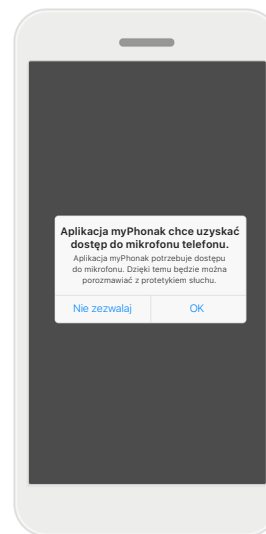 Aplikacja myPhonak chce uzyskać
dostęp do mikrofonu telefonu.
Aplikacja myPhonak potrzebuje dostępu
do mikrofonu. Dzięki temu będzie można
porozmawiać z protetykiem słuchu.
Nie zezwalaj OK